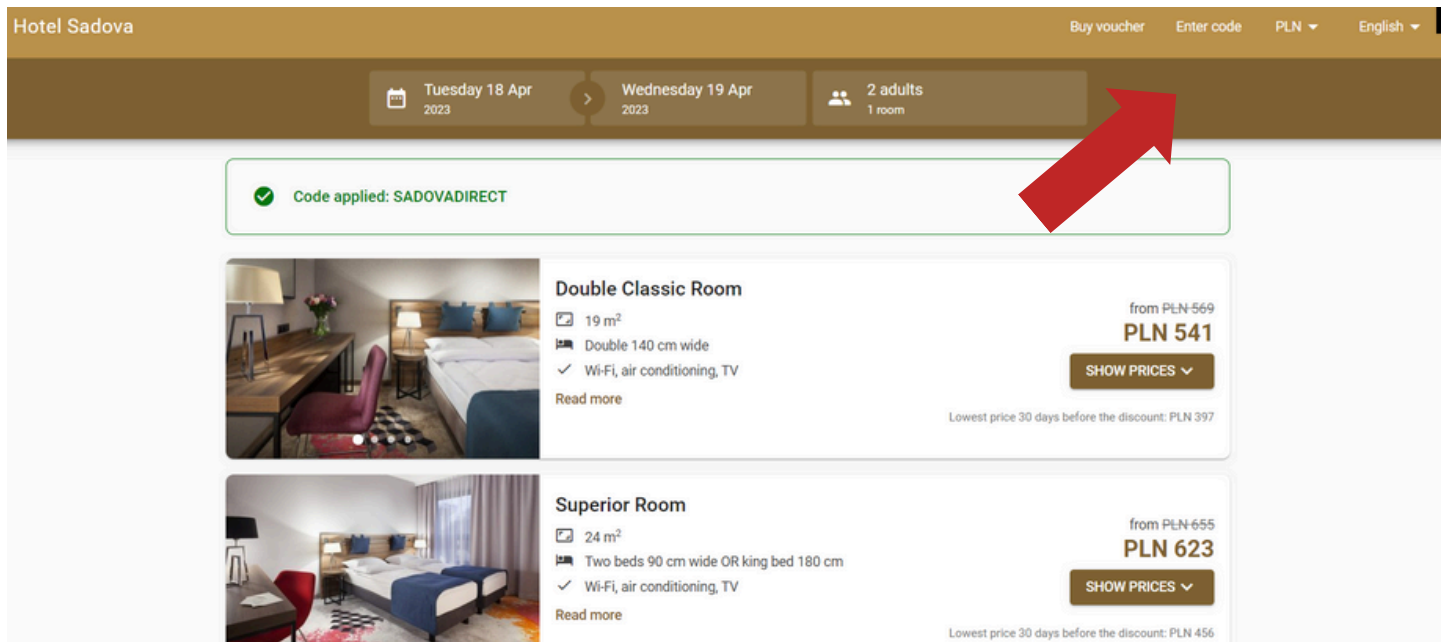 Hotel Sadova
Buy voucher Enter code PLN English
Tuesday 18 Apr
2023
Wednesday 19 Apr
2023
2 adults
1 room
Code applied: SADOVADIRECT
Double Classic Room
19 m²
Double 140 cm wide
Wi-Fi, air conditioning, TV
Read more
from PLN 569
PLN 541
SHOW PRICES
Lowest price 30 days before the discount: PLN 397
Superior Room
24 m²
Two beds 90 cm wide OR king bed 180 cm
Wi-Fi, air conditioning, TV
Read more
from PLN 655
PLN 623
SHOW PRICES
Lowest price 30 days before the discount: PLN 456